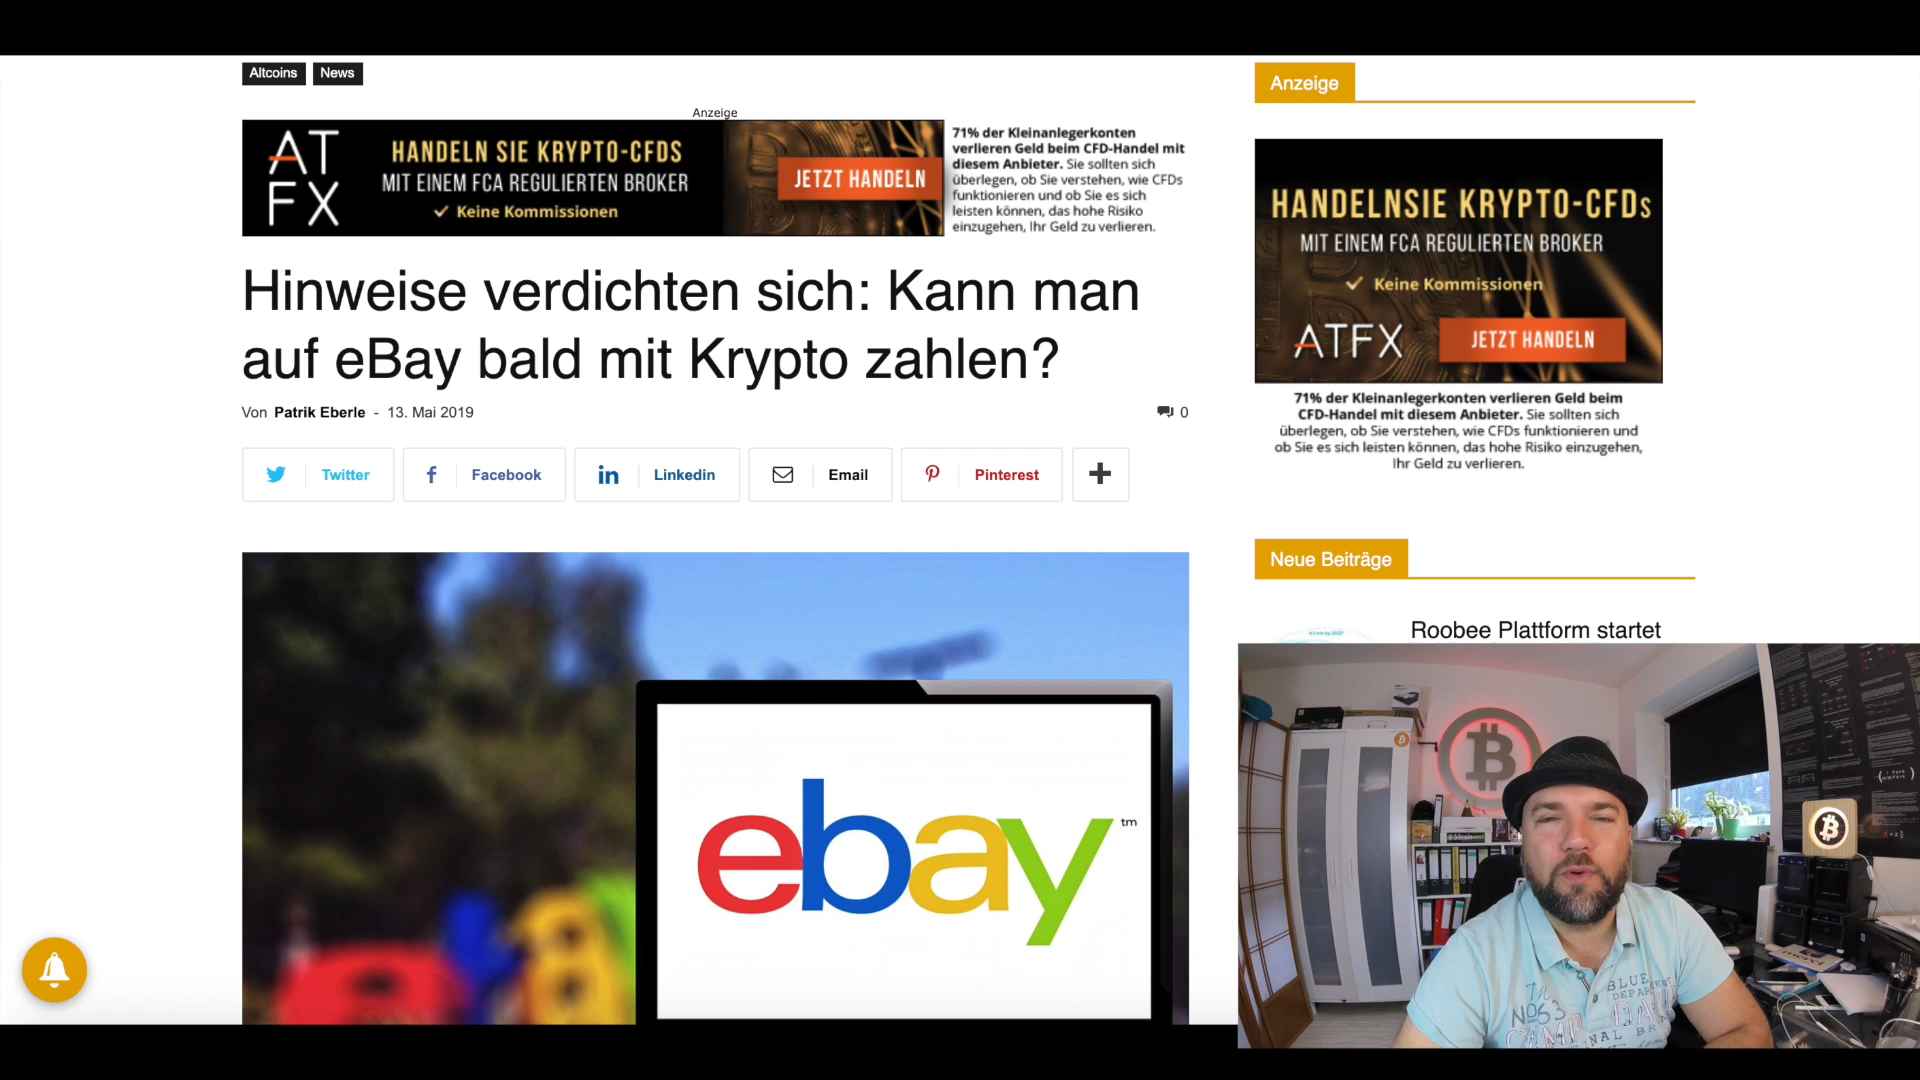 Altcoins News
Anzeige
AT
FX
HANDELN SIE KRYPTO-CFDS
MIT EINEM FCA REGULIERTEN BROKER
Keine Kommissionen
JETZT HANDELN
71% der Kleinanlegerkonten
verlieren Geld beim CFD-Handel mit
diesem Anbieter. Sie sollten sich
überlegen, ob Sie verstehen, wie CFDs
funktionieren und ob Sie es sich
leisten können, das hohe Risiko
einzugehen, Ihr Geld zu verlieren.
Hinweise verdichten sich: Kann man
auf eBay bald mit Krypto zahlen?
Von Patrik Eberle - 13. Mai 2019
0
Twitter Facebook Linkedin Email Pinterest
ebay
tm
Anzeige
HANDELNSIE KRYPTO-CFDs
MIT EINEM FCA REGULIERTEN BROKER
Keine Kommissionen
ATFX JETZT HANDELN
71% der Kleinanlegerkonten verlieren Geld beim
CFD-Handel mit diesem Anbieter. Sie sollten sich
überlegen, ob Sie verstehen, wie CFDs funktionieren und
ob Sie es sich leisten können, das hohe Risiko einzugehen,
Ihr Geld zu verlieren.
Neue Beiträge
Roobee Plattform startet
BLUE
No63